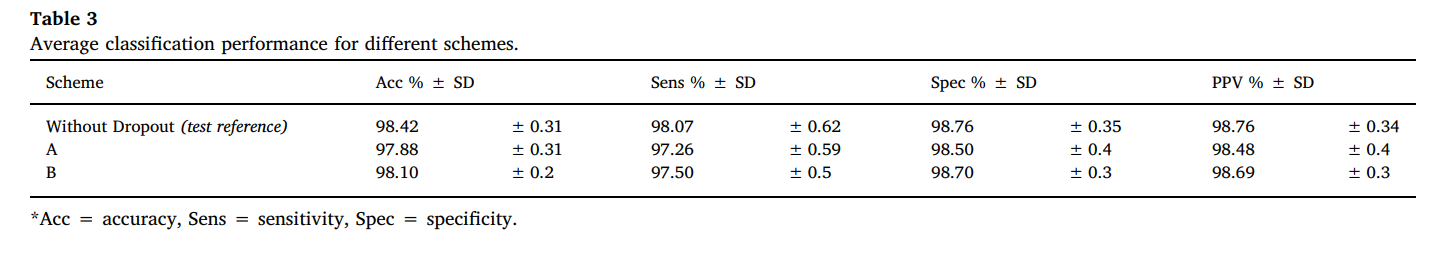 Table 3
Average classification performance for different schemes.
Scheme Acc % ± SD Sens % ± SD Spec % ± SD PPV % ± SD
Without Dropout (test reference) 98.42 ± 0.31 98.07 ± 0.62 98.76 ± 0.35 98.76 ± 0.34
A 97.88 ± 0.31 97.26 ± 0.59 98.50 ± 0.4 98.48 ± 0.4
B 98.10 ± 0.2 97.50 ± 0.5 98.70 ± 0.3 98.69 ± 0.3
*Acc = accuracy, Sens = sensitivity, Spec = specificity.